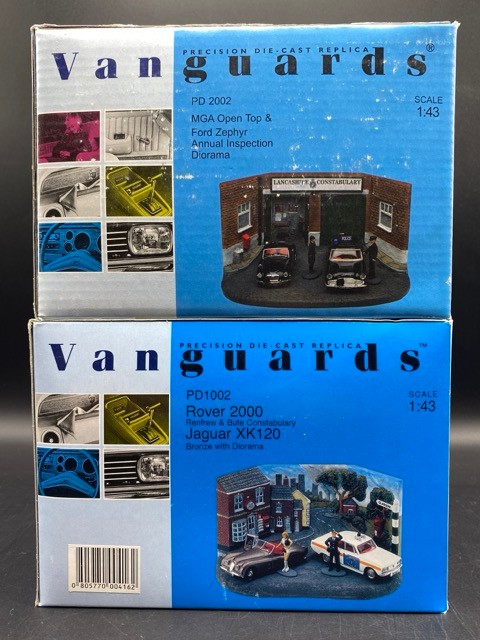 PRECISION DIE-CAST REPLICA
Vanguards®
PD 2002
SCALE
1:43
MGA Open Top &
Ford Zephyr
Annual Inspection
Diorama
LANCASHIRE CONSTABULARY
POLICE
PRECISION DIE-CAST REPLICA
Vanguards™
PD1002
SCALE
1:43
Rover 2000
Renfrew & Bute Constabulary
Jaguar XK120
Bronze with Diorama
0 805770 004162